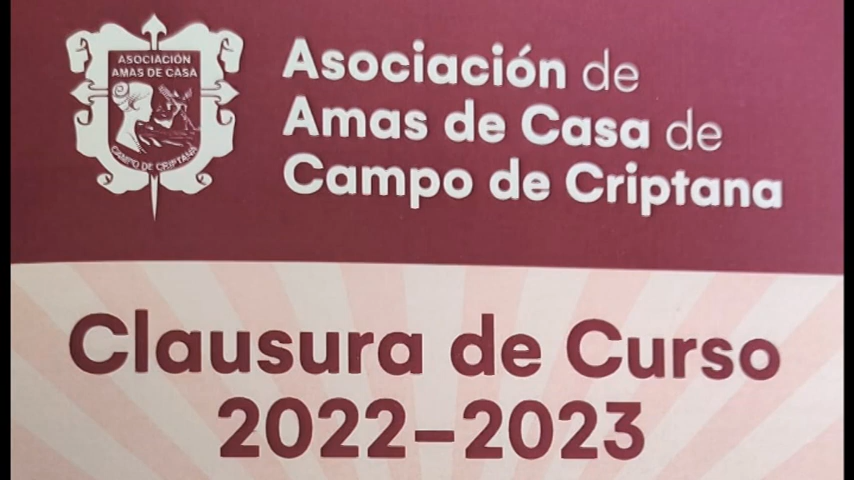 ASOCIACIÓN
AMAS DE CASA
CAMPO DE CRIPTANA
Asociación de
Amas de Casa de
Campo de Criptana
Clausura de Curso
2022–2023